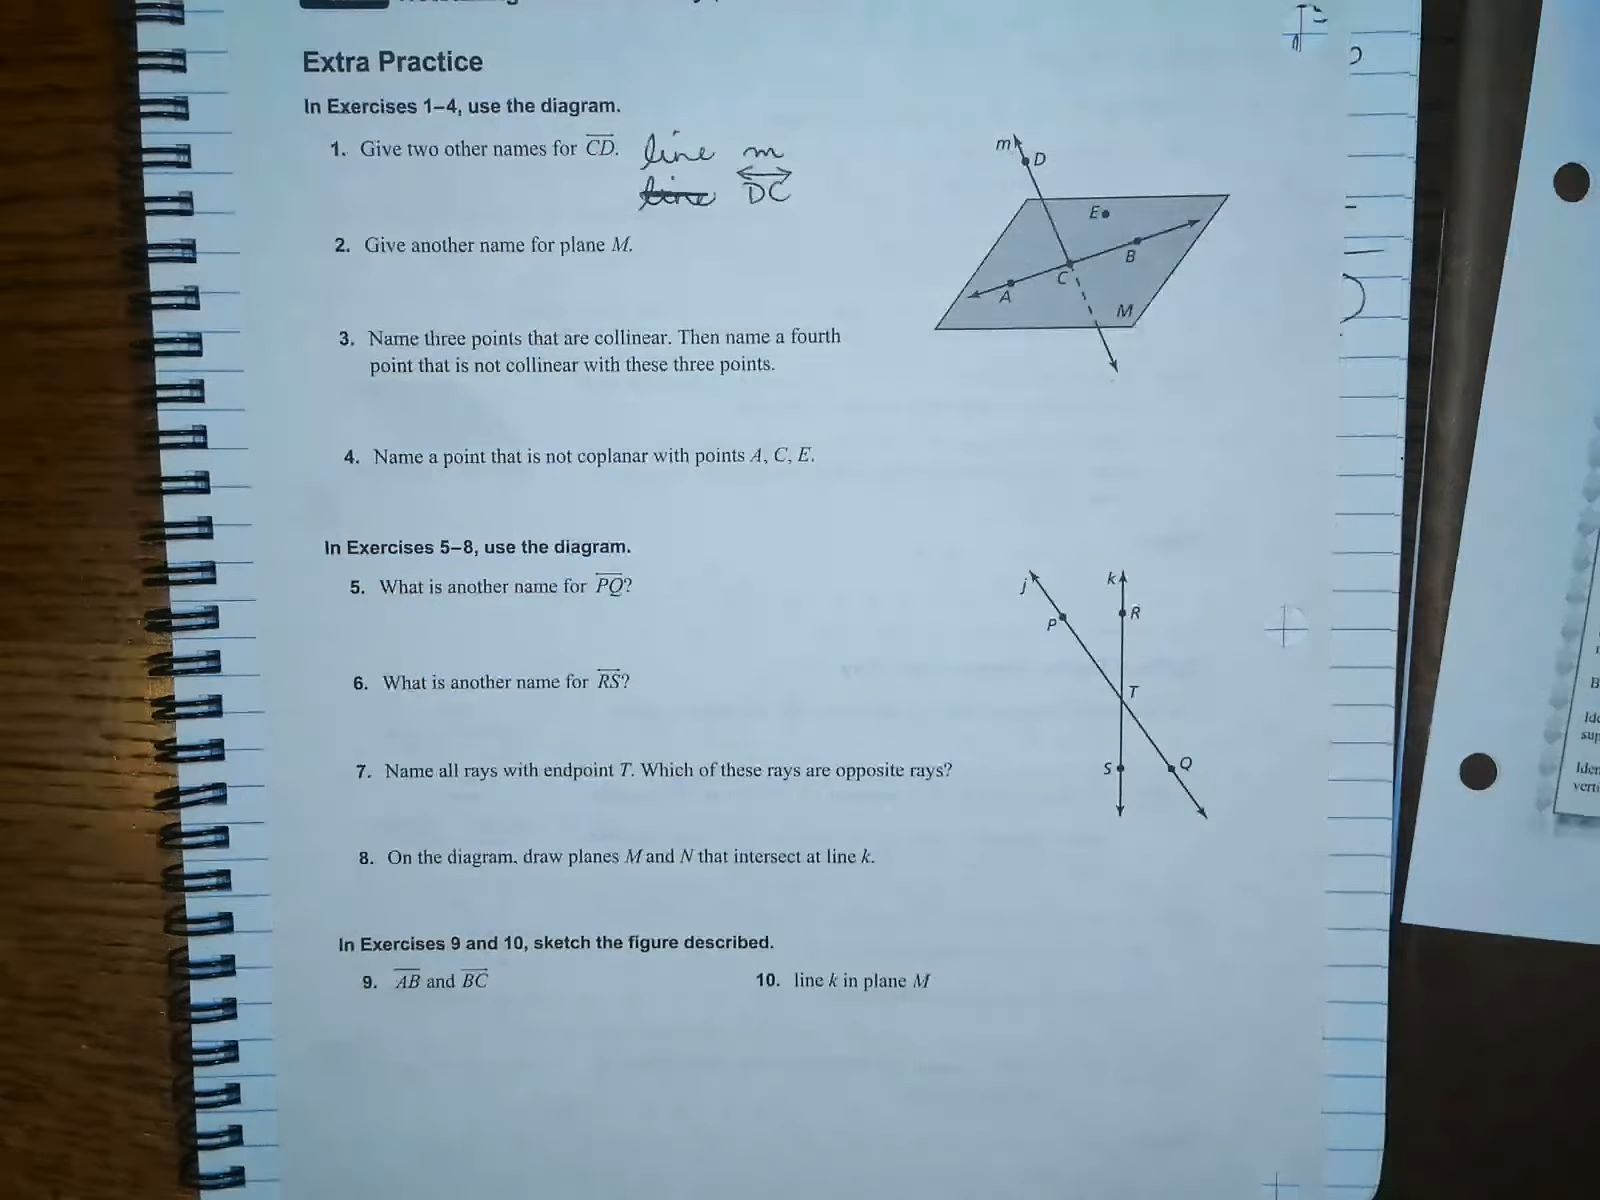 Extra Practice
In Exercises 1–4, use the diagram.
1. Give two other names for CD. line m
line DC
2. Give another name for plane M.
3. Name three points that are collinear. Then name a fourth
point that is not collinear with these three points.
4. Name a point that is not coplanar with points A, C, E.
m D
E
B
C
A
M
In Exercises 5–8, use the diagram.
5. What is another name for PQ?
6. What is another name for RS?
7. Name all rays with endpoint T. Which of these rays are opposite rays?
8. On the diagram, draw planes M and N that intersect at line k.
j k
P R
T
S Q
In Exercises 9 and 10, sketch the figure described.
9. AB and BC 10. line k in plane M